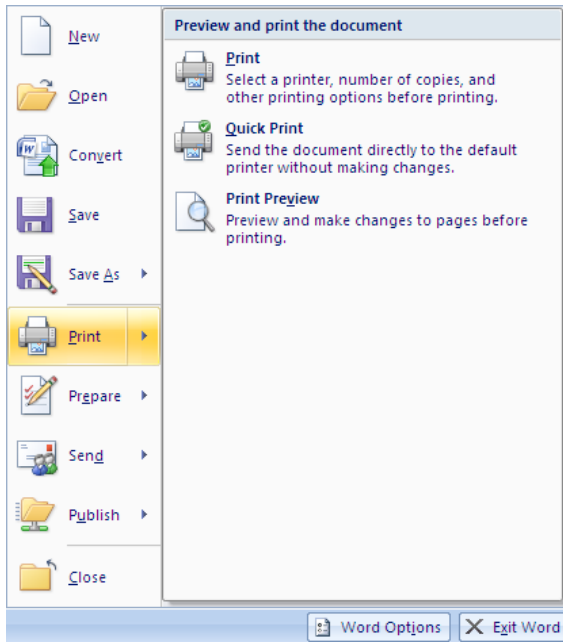 New
Open
Convert
Save
Save As
Print
Prepare
Send
Publish
Close
Preview and print the document
Print
Select a printer, number of copies, and
other printing options before printing.
Quick Print
Send the document directly to the default
printer without making changes.
Print Preview
Preview and make changes to pages before
printing.
Word Options
Exit Word